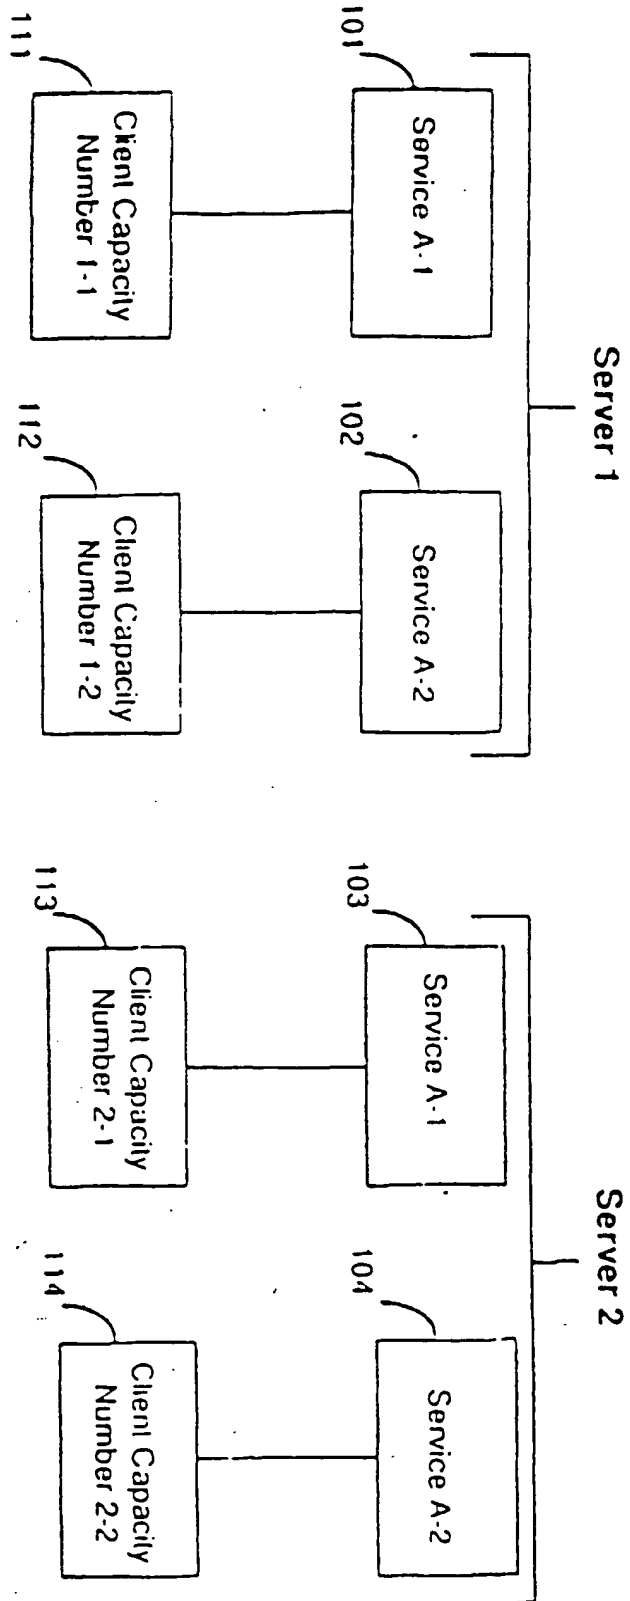 Server 1
101
Service A-1
102
Service A-2
111
Client Capacity
Number 1-1
112
Client Capacity
Number 1-2
Server 2
103
Service A-1
104
Service A-2
113
Client Capacity
Number 2-1
114
Client Capacity
Number 2-2